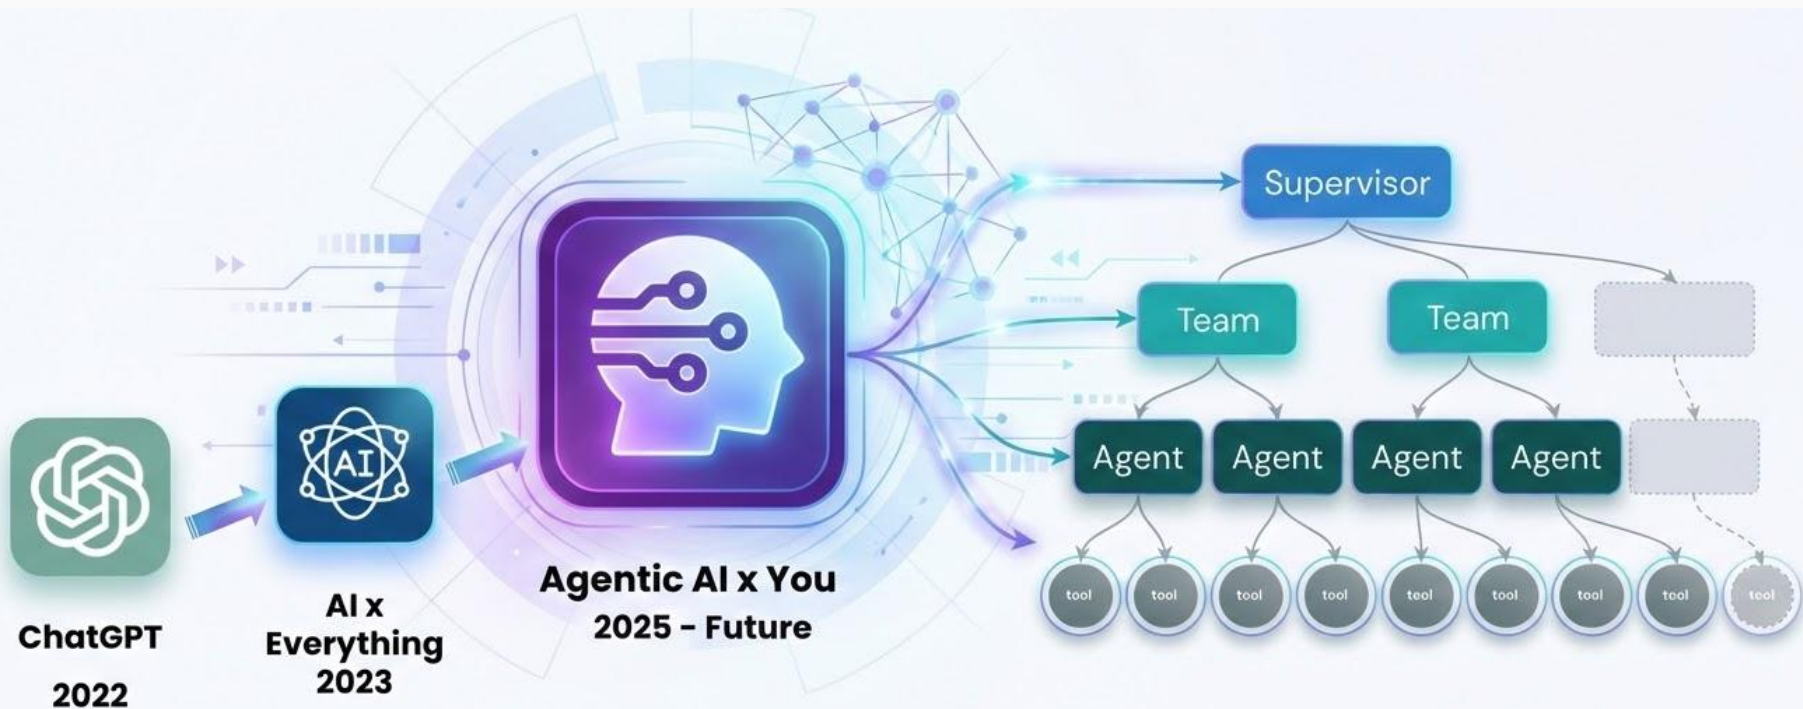 ChatGPT
2022
AI
AI x
Everything
2023
Agentic AI x You
2025 - Future
Supervisor
Team Team
Agent Agent Agent Agent
tool tool tool tool tool tool tool tool tool